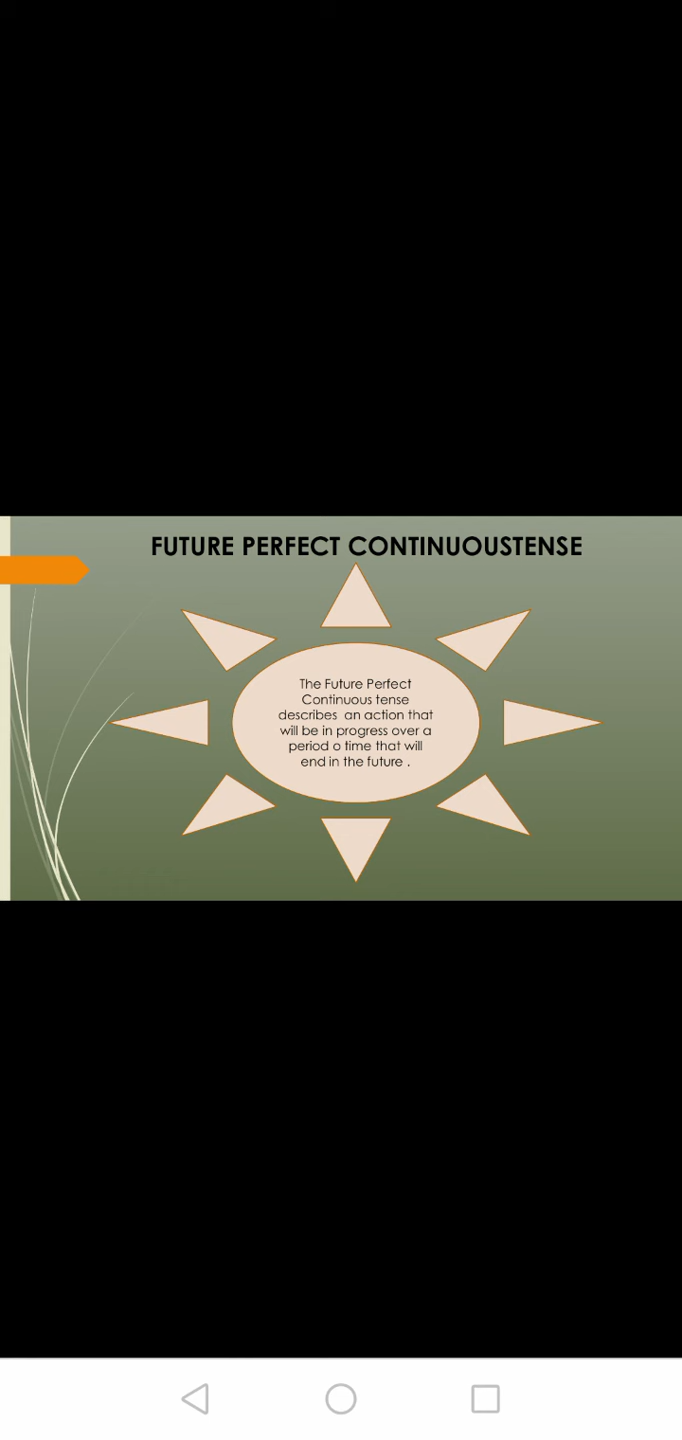 FUTURE PERFECT CONTINUOUSTENSE
The Future Perfect
Continuous tense
describes  an action that
will be in progress over a
period o time that will
end in the future .